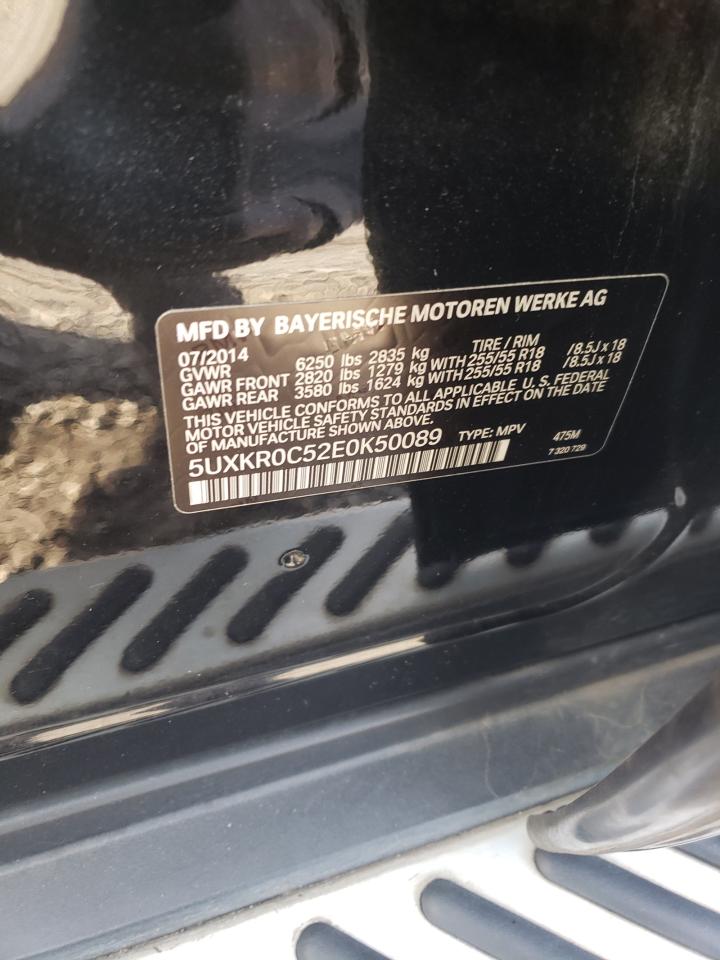 MFD BY BAYERISCHE MOTOREN WERKE AG
07/2014 TIRE / RIM
GVWR 6250 lbs 2835 kg
GAWR FRONT 2820 lbs 1279 kg WITH 255/55 R18 /8.5J x 18
GAWR REAR 3580 lbs 1624 kg WITH 255/55 R18 /8.5J x 18
THIS VEHICLE CONFORMS TO ALL APPLICABLE U. S. FEDERAL
MOTOR VEHICLE SAFETY STANDARDS IN EFFECT ON THE DATE
OF MANUFACTURE SHOWN ABOVE.
5UXKR0C52E0K50089 TYPE: MPV 475M
7 320 729